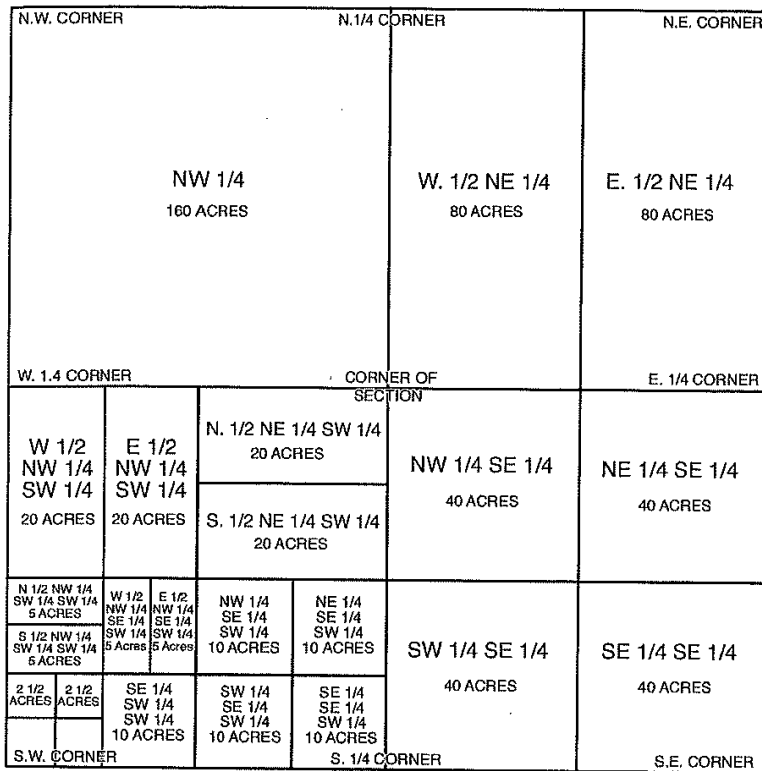 N.W. CORNER
N.1/4 CORNER
N.E. CORNER
NW 1/4
160 ACRES
W. 1/2 NE 1/4
80 ACRES
E. 1/2 NE 1/4
80 ACRES
W. 1.4 CORNER
CORNER OF
SECTION
E. 1/4 CORNER
W 1/2
NW 1/4
SW 1/4
20 ACRES
E 1/2
NW 1/4
SW 1/4
20 ACRES
N. 1/2 NE 1/4 SW 1/4
20 ACRES
S. 1/2 NE 1/4 SW 1/4
20 ACRES
NW 1/4 SE 1/4
40 ACRES
NE 1/4 SE 1/4
40 ACRES
N 1/2 NW 1/4
SW 1/4 SW 1/4
5 ACRES
S 1/2 NW 1/4
SW 1/4 SW 1/4
5 ACRES
W 1/2
NW 1/4
SE 1/4
SW 1/4
5 Acres
E 1/2
NW 1/4
SE 1/4
SW 1/4
5 Acres
NW 1/4
SE 1/4
SW 1/4
10 ACRES
NE 1/4
SE 1/4
SW 1/4
10 ACRES
SW 1/4 SE 1/4
40 ACRES
SE 1/4 SE 1/4
40 ACRES
2 1/2
ACRES
2 1/2
ACRES
SE 1/4
SW 1/4
SW 1/4
10 ACRES
SW 1/4
SE 1/4
SW 1/4
10 ACRES
SE 1/4
SE 1/4
SW 1/4
10 ACRES
S.W. CORNER
S. 1/4 CORNER
S.E. CORNER